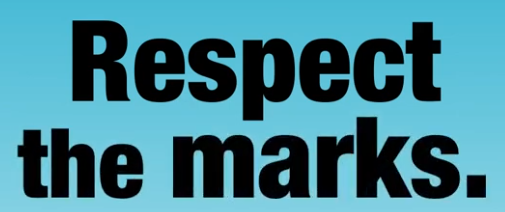 Respect
the marks.